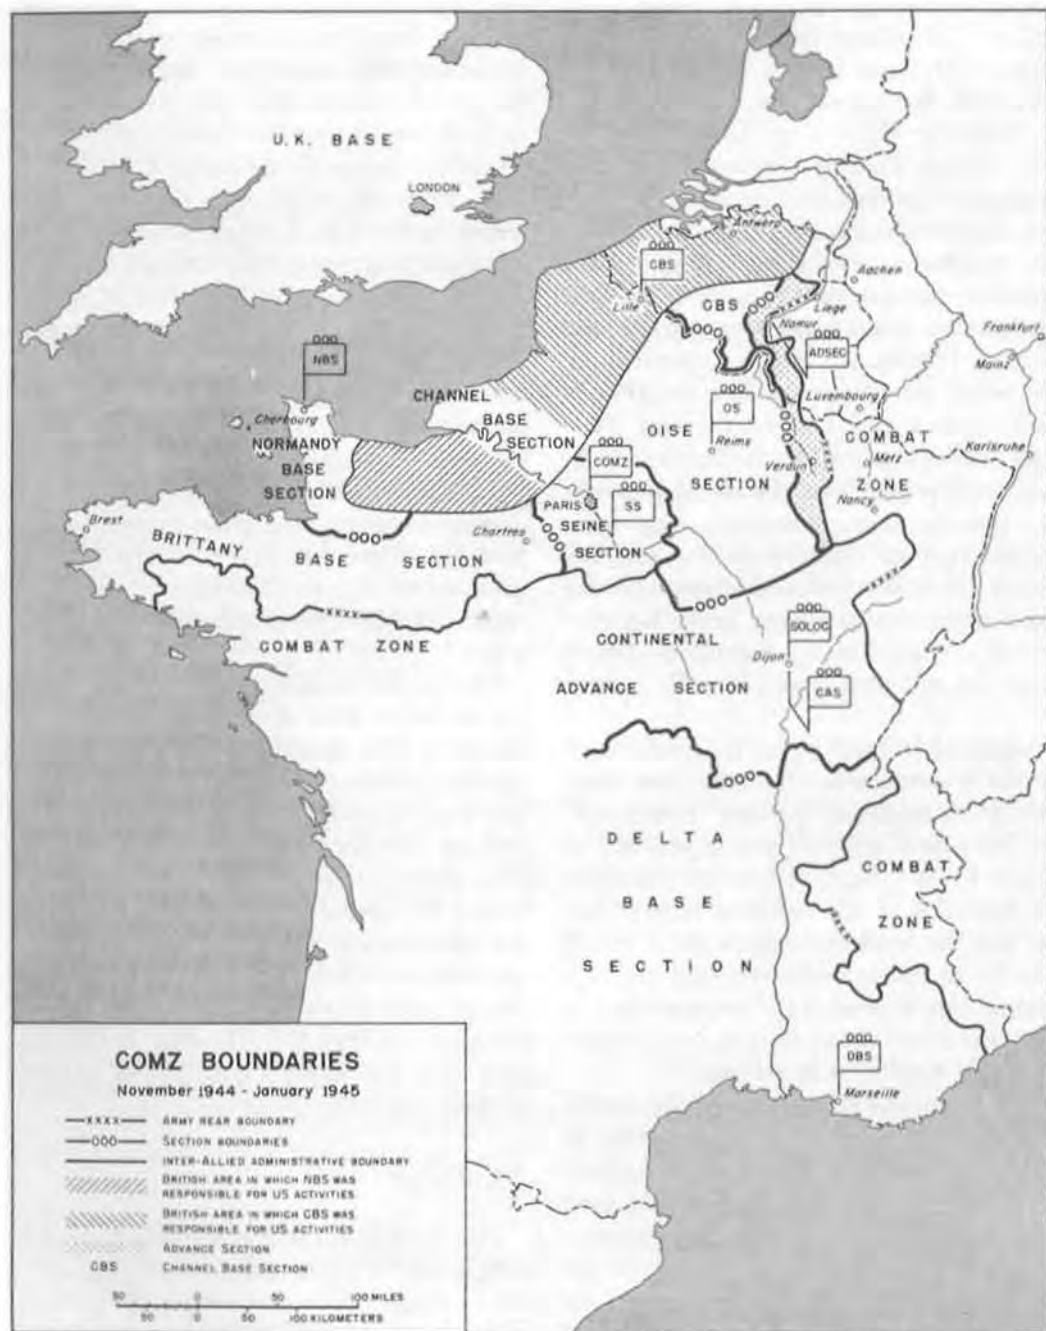 U.K. BASE
LONDON
Antwerp
CBS
Lille
Aachen
CBS
Liege
Namur
Frankfurt
NBS
ADSEC
Mainz
CHANNEL
BASE
SECTION
Luxembourg
OS
Cherbourg
NORMANDY
BASE
SECTION
OISE
SECTION
Reims
COMBAT
ZONE
Karlsruhe
COMZ
Verdun
Metz
PARIS
SS
SEINE
SECTION
Nancy
Brest
Chartres
BRITTANY
BASE SECTION
XXXX
COMBAT ZONE
CONTINENTAL
ADVANCE SECTION
SOLOC
Dijon
CAS
DELTA
BASE
SECTION
COMBAT
ZONE
DBS
Marseille
COMZ BOUNDARIES
November 1944 - January 1945
XXXX ARMY REAR BOUNDARY
OOO SECTION BOUNDARIES
INTER-ALLIED ADMINISTRATIVE BOUNDARY
BRITISH AREA IN WHICH NBS WAS
RESPONSIBLE FOR US ACTIVITIES
BRITISH AREA IN WHICH CBS WAS
RESPONSIBLE FOR US ACTIVITIES
ADVANCE SECTION
CBS CHANNEL BASE SECTION
50 0 50 100 MILES
50 0 50 100 KILOMETERS